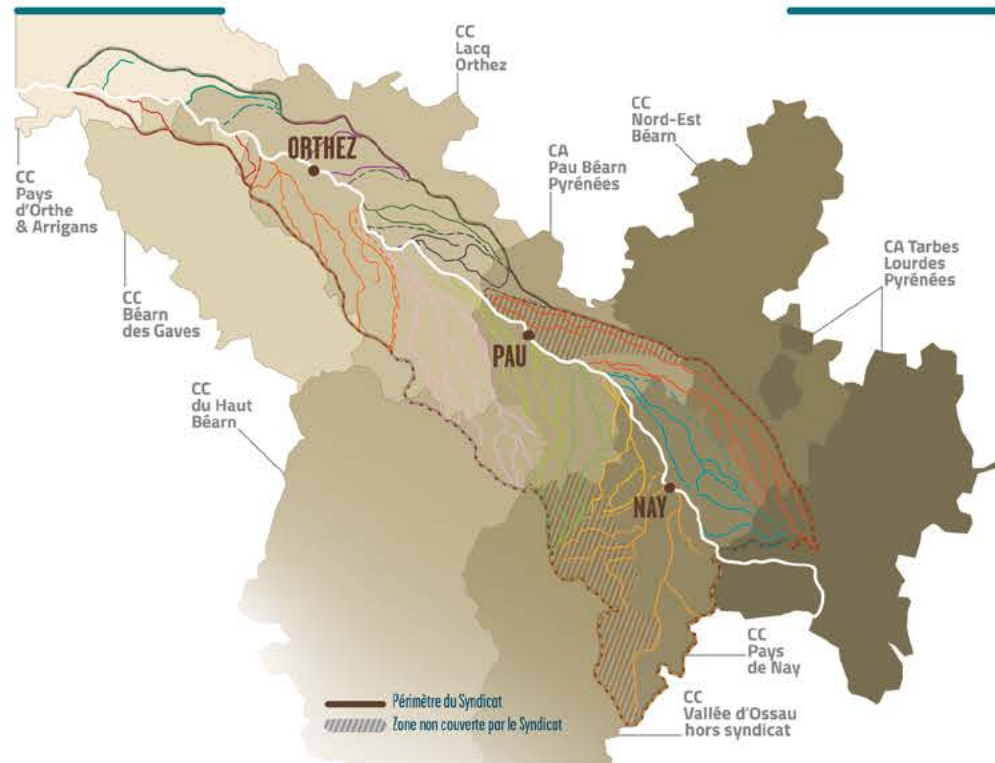 CC
Lacq
Orthez
CC
Nord-Est
Béarn
ORTHEZ
CA
Pau Béarn
Pyrénées
CC
Pays
d'Orthe
& Arrigans
CA Tarbes
Lourdes
Pyrénées
CC
Béarn
des Gaves
PAU
CC
du Haut
Béarn
NAY
CC
Pays
de Nay
Périmètre du Syndicat
Zone non couverte par le Syndicat
CC
Vallée d'Ossau
hors syndicat